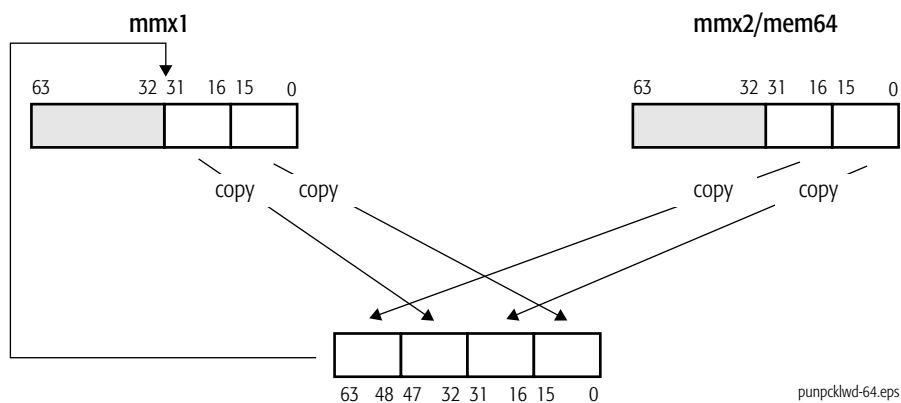 mmx1 mmx2/mem64
63 32 31 16 15 0 63 32 31 16 15 0
copy copy copy copy
63 48 47 32 31 16 15 0
punpcklwd-64.eps